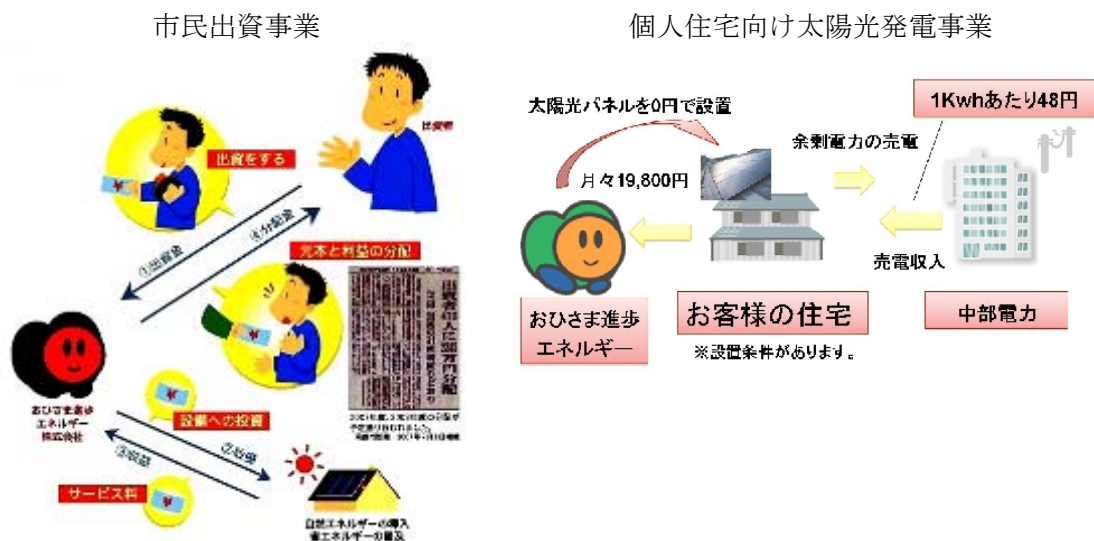 市民出資事業
出資者
出資をする
①出資金
④分配金
元本と利益の分配
おひさま進歩
エネルギー
株式会社
設備への投資
③収益
サービス料
自然エネルギーの導入
省エネルギーの普及
個人住宅向け太陽光発電事業
太陽光パネルを0円で設置
1Kwhあたり48円
余剰電力の売電
月々19,800円
売電収入
おひさま進歩
エネルギー
お客様の住宅
※設置条件があります。
中部電力